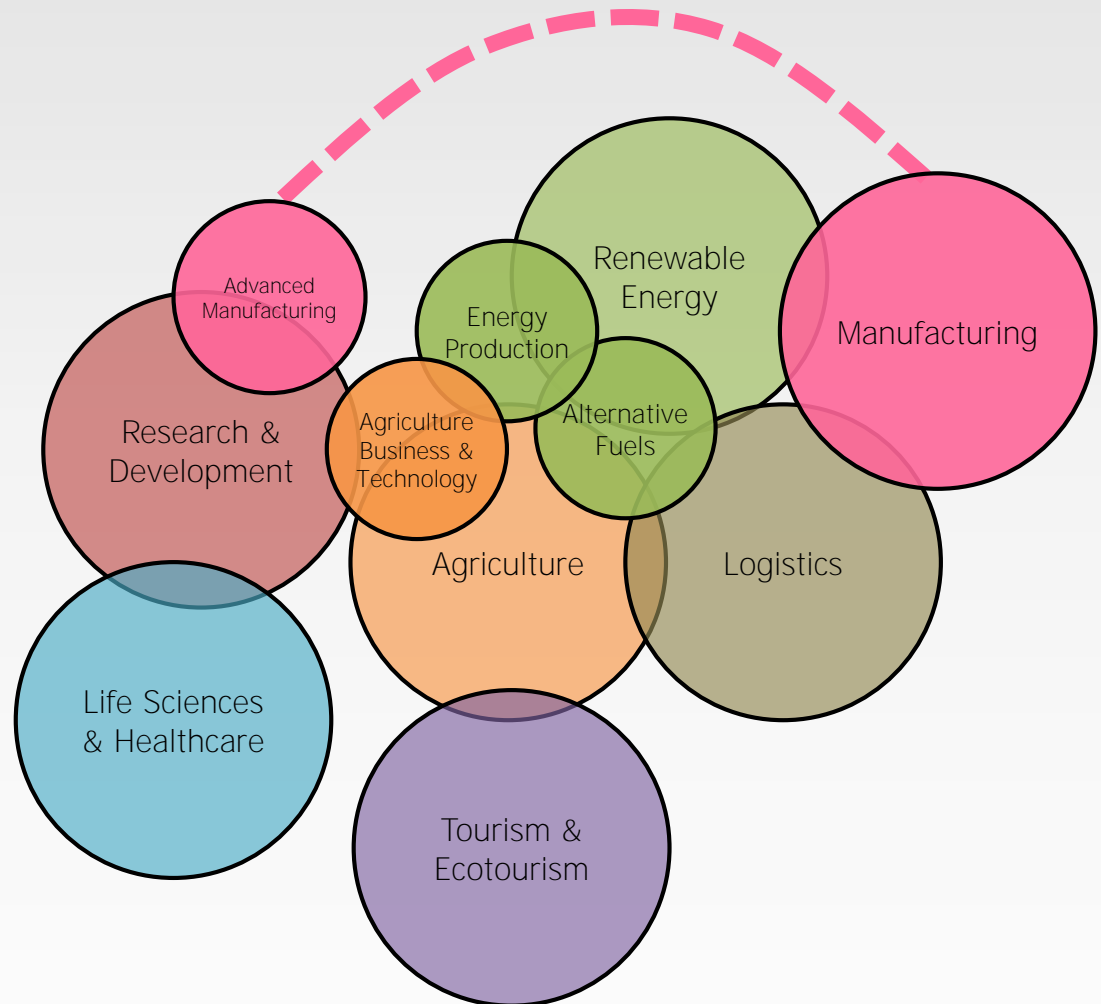 Renewable
Energy
Advanced
Manufacturing
Energy
Production
Manufacturing
Research &
Development
Agriculture
Business &
Technology
Alternative
Fuels
Agriculture
Logistics
Life Sciences
& Healthcare
Tourism &
Ecotourism